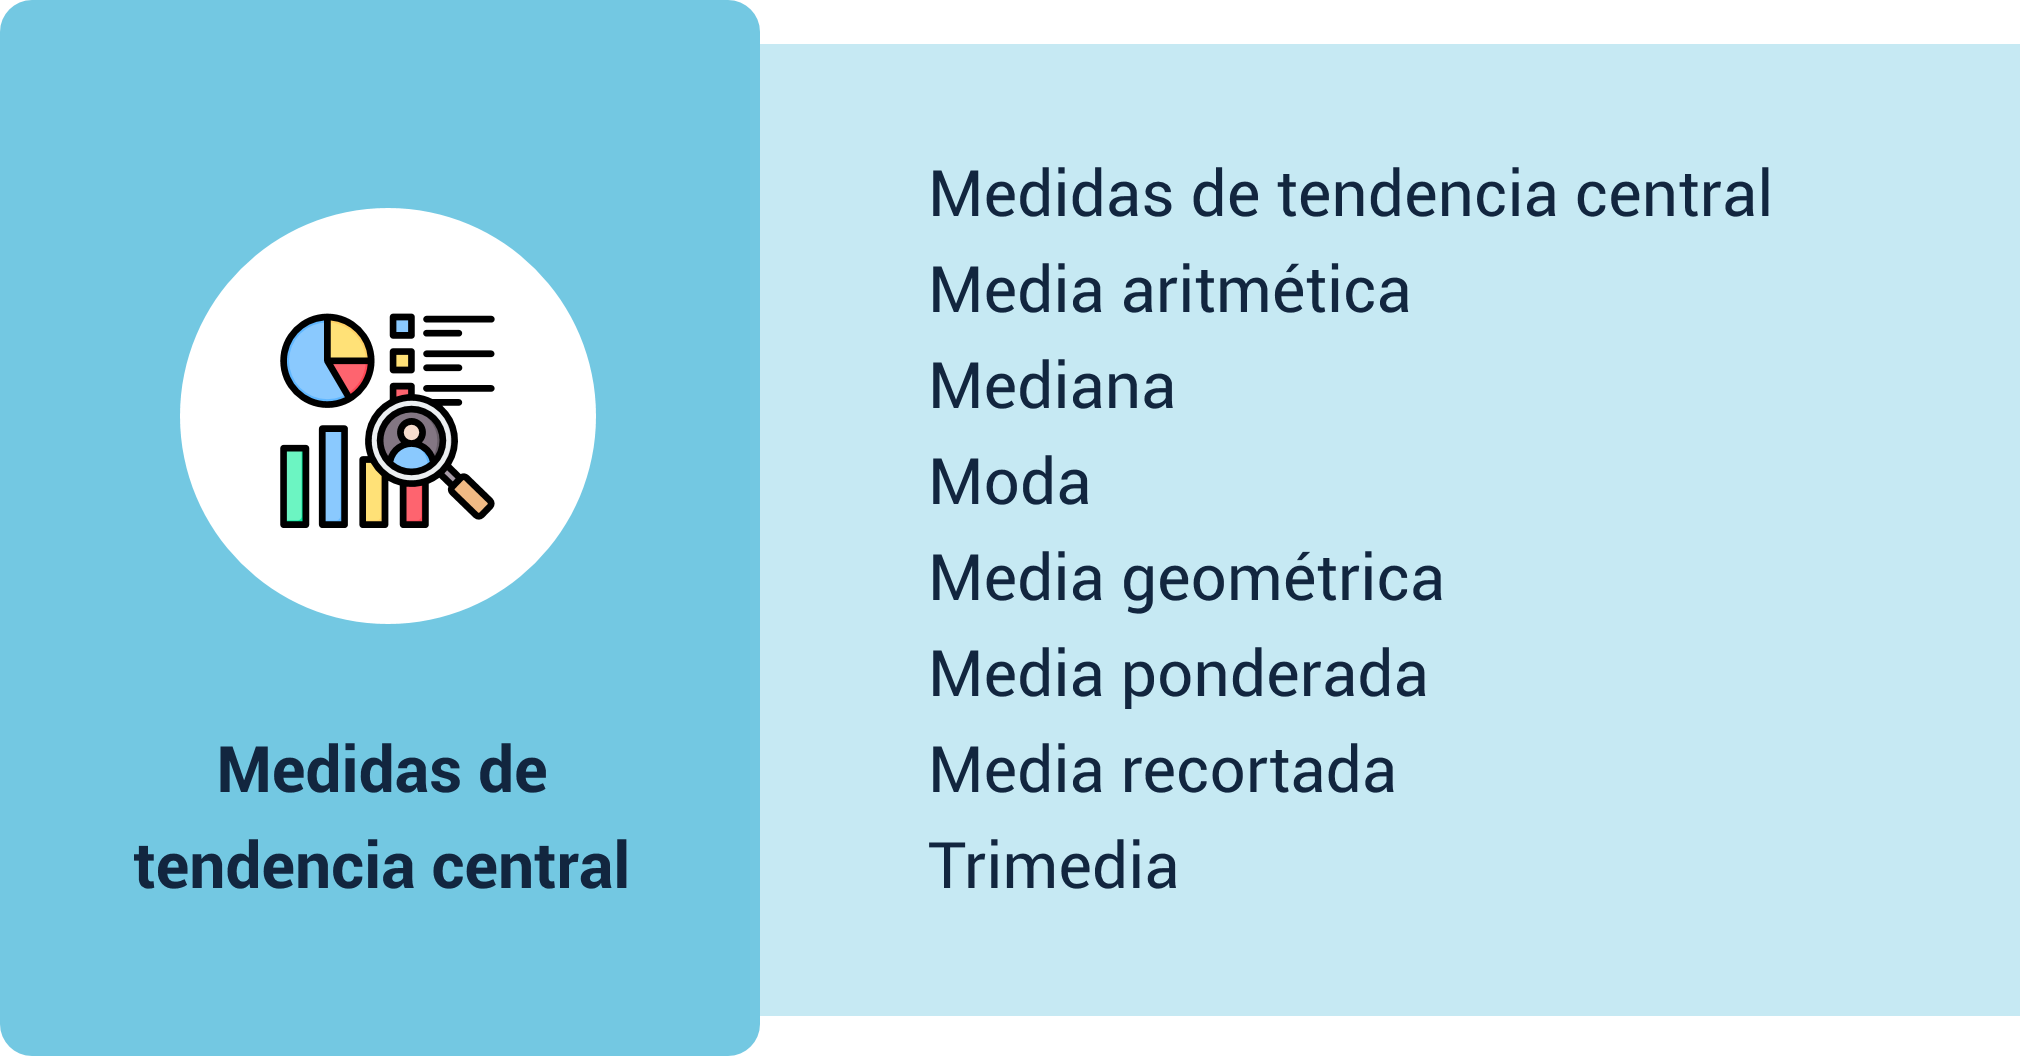 Medidas de
tendencia central
Medidas de tendencia central
Media aritmética
Mediana
Moda
Media geométrica
Media ponderada
Media recortada
Trimedia